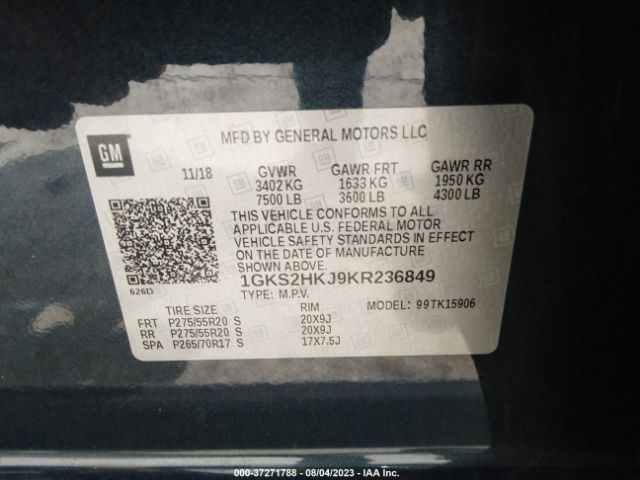 MFD BY GENERAL MOTORS LLC
GM
11/18 GVWR GAWR FRT GAWR RR
3402 KG 1633 KG 1950 KG
7500 LB 3600 LB 4300 LB
THIS VEHICLE CONFORMS TO ALL
APPLICABLE U.S. FEDERAL MOTOR
VEHICLE SAFETY STANDARDS IN EFFECT
ON THE DATE OF MANUFACTURE
SHOWN ABOVE.
626D
1GKS2HKJ9KR236849
TYPE: M.P.V. MODEL: 99TK15906
TIRE SIZE RIM
FRT P275/55R20 S 20X9J
RR P275/55R20 S 20X9J
SPA P265/70R17 S 17X7.5J
000-37271788 - 08/04/2023 - IAA Inc.